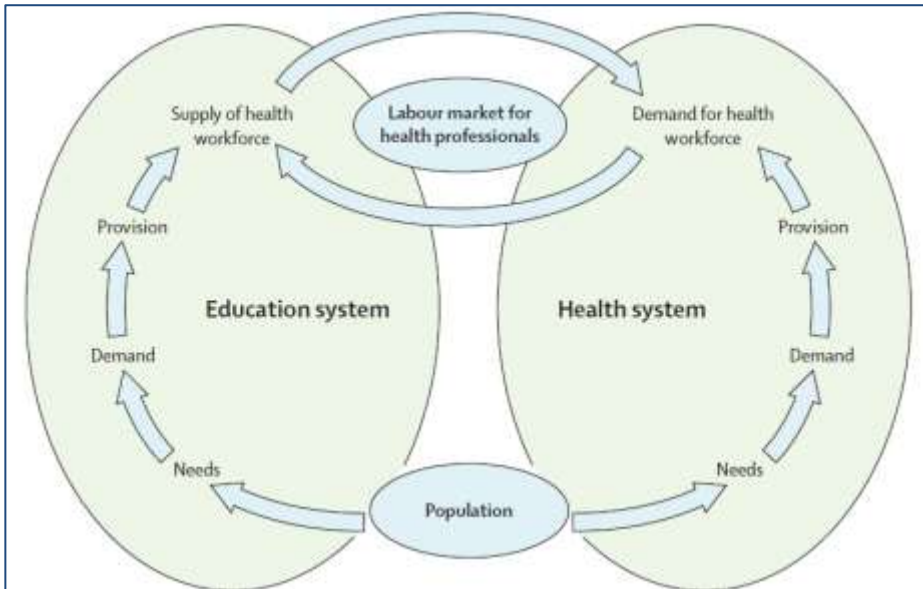 Supply of health
workforce
Labour market for
health professionals
Demand for health
workforce
Provision
Provision
Education system
Health system
Demand
Demand
Needs
Needs
Population